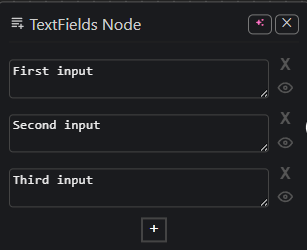 TextFields Node
First input
X
Second input
X
Third input
X
+